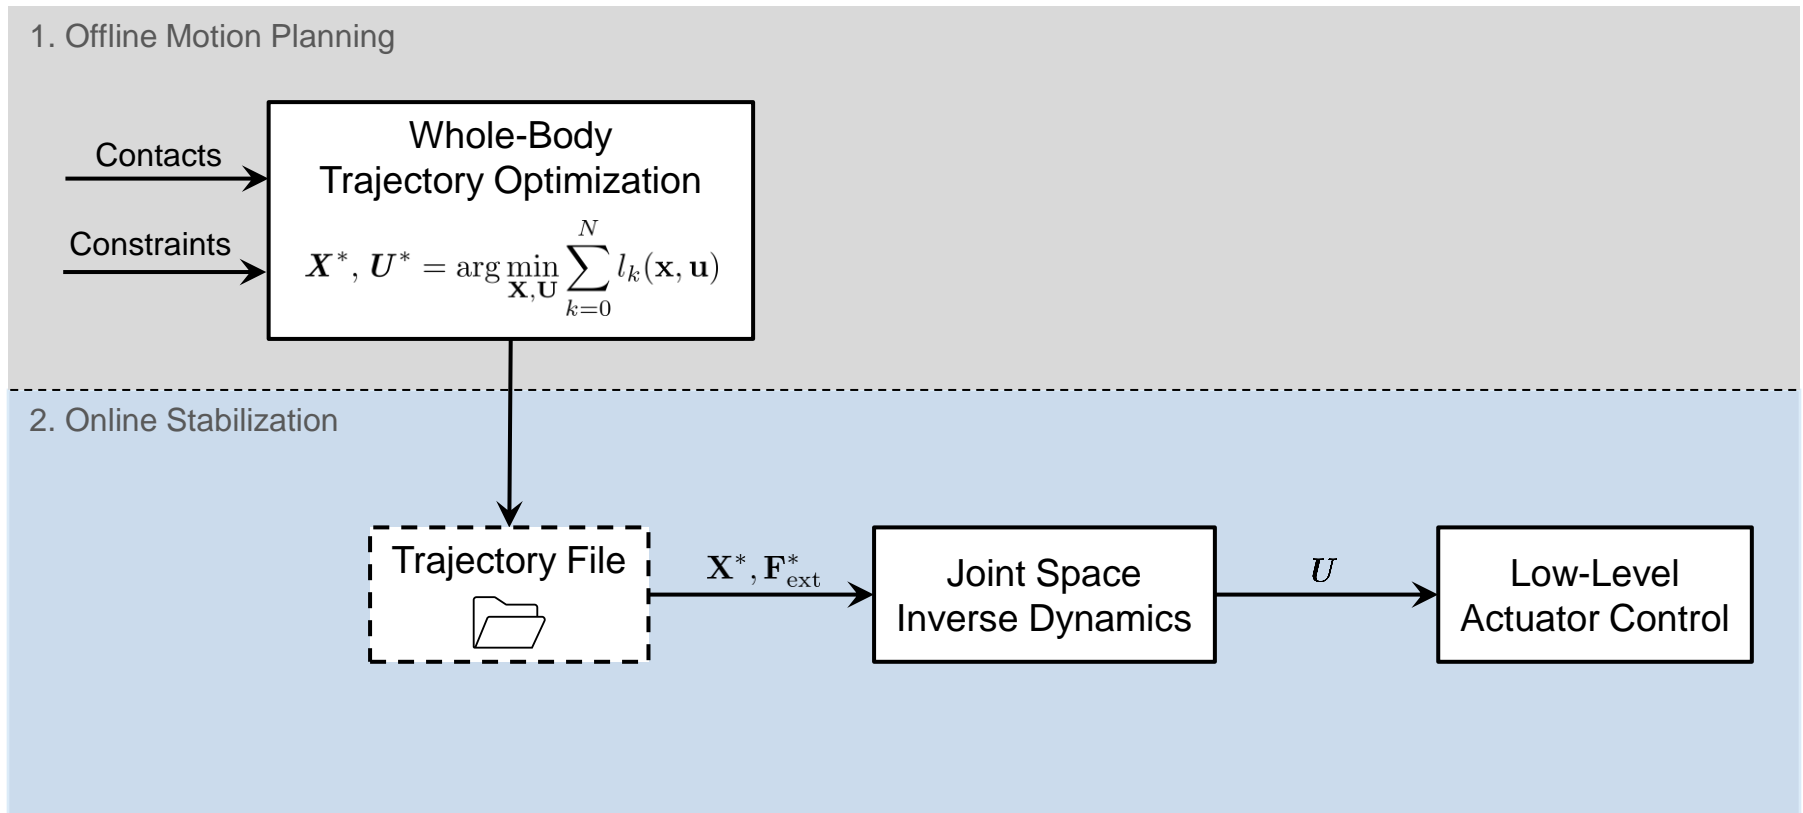 1. Offline Motion Planning
Contacts
Constraints
Whole-Body
Trajectory Optimization
X*, U* = arg min_{X,U} ∑_{k=0}^{N} l_k(x, u)
2. Online Stabilization
Trajectory File
X*, F*_ext
Joint Space
Inverse Dynamics
U
Low-Level
Actuator Control